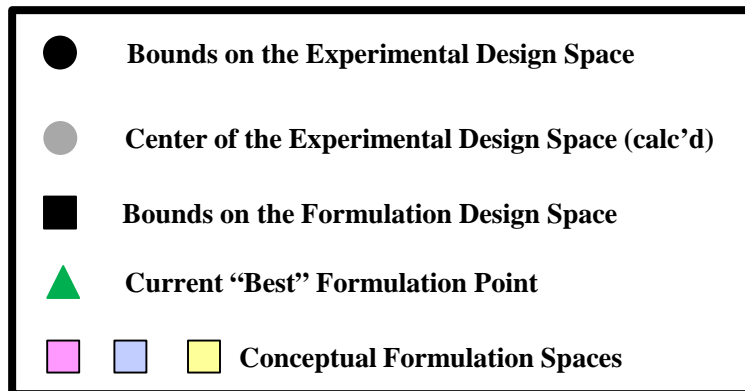 Bounds on the Experimental Design Space
Center of the Experimental Design Space (calc’d)
Bounds on the Formulation Design Space
Current “Best” Formulation Point
Conceptual Formulation Spaces